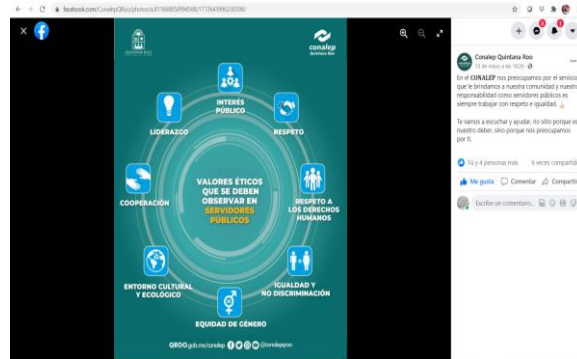 facebook.com/ConalepQRoo/photos/a.811668858994588/1772643996230398/
QUINTANA ROO
conalep
Quintana Roo
INTERÉS
PÚBLICO
LIDERAZGO
RESPETO
VALORES ÉTICOS
QUE SE DEBEN
OBSERVAR EN
SERVIDORES
PÚBLICOS
COOPERACIÓN
RESPETO A
LOS DERECHOS
HUMANOS
ENTORNO CULTURAL
Y ECOLÓGICO
IGUALDAD Y
NO DISCRIMINACIÓN
EQUIDAD DE GÉNERO
QROO.gob.mx/conalep
@conalepqroo
Conalep Quintana Roo
13 de mayo a las 10:26
En el CONALEP nos preocupamos por el servicio
que le brindamos a nuestra comunidad y nuestra
responsabilidad como servidores públicos es
siempre trabajar con respeto e igualdad.
Te vamos a escuchar y ayudar, no sólo porque es
nuestro deber, sino porque nos preocupamos
por ti.
Tú y 4 personas más
6 veces compartido
Me gusta
Comentar
Compartir
Escribe un comentario...